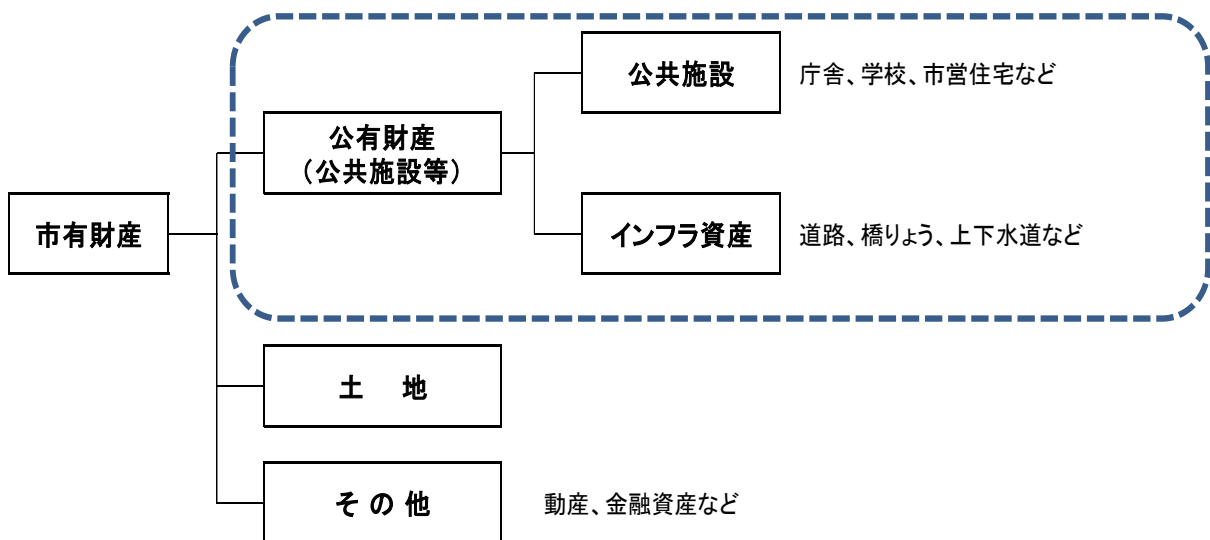 公共施設
庁舎、学校、市営住宅など
公有財産
（公共施設等）
市有財産
インフラ資産
道路、橋りょう、上下水道など
土　地
その他
動産、金融資産など